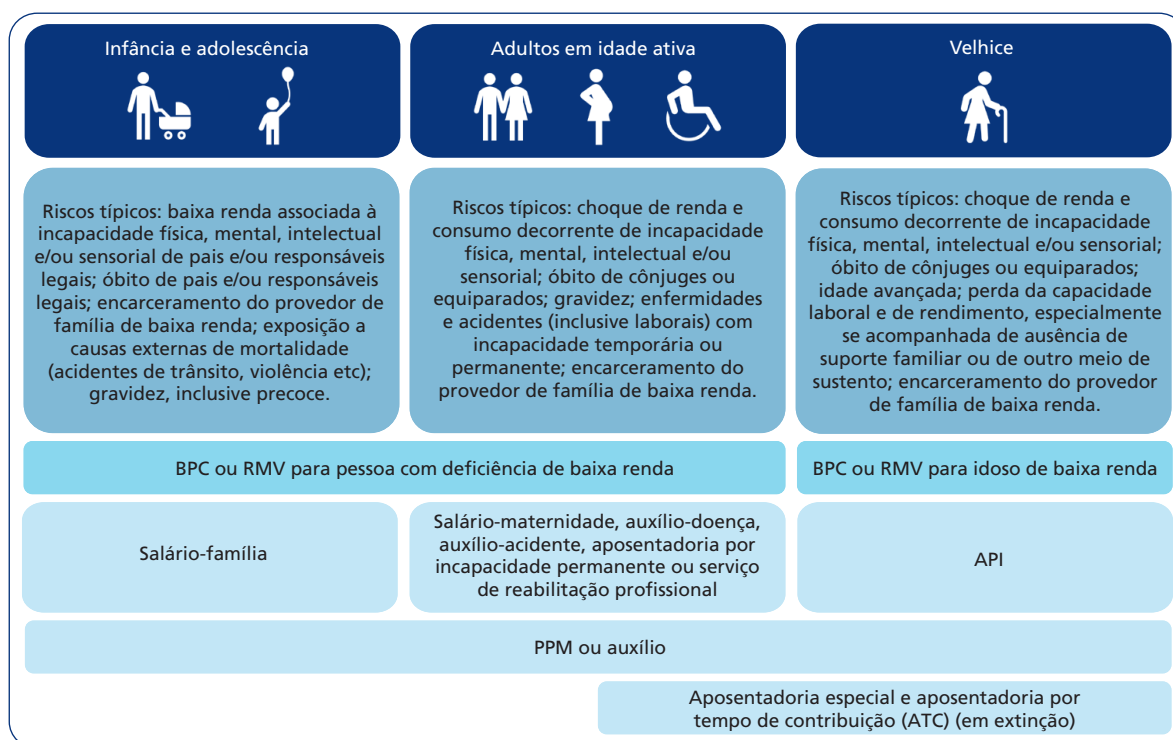 Infância e adolescência
Adultos em idade ativa
Velhice
Riscos típicos: baixa renda associada à
incapacidade física, mental, intelectual
e/ou sensorial de pais e/ou responsáveis
legais; óbito de pais e/ou responsáveis
legais; encarceramento do provedor de
família de baixa renda; exposição a
causas externas de mortalidade
(acidentes de trânsito, violência etc);
gravidez, inclusive precoce.
Riscos típicos: choque de renda e
consumo decorrente de incapacidade
física, mental, intelectual e/ou
sensorial; óbito de cônjuges ou
equiparados; gravidez; enfermidades
e acidentes (inclusive laborais) com
incapacidade temporária ou
permanente; encarceramento do
provedor de família de baixa renda.
Riscos típicos: choque de renda e
consumo decorrente de incapacidade
física, mental, intelectual e/ou sensorial;
óbito de cônjuges ou equiparados;
idade avançada; perda da capacidade
laboral e de rendimento, especialmente
se acompanhada de ausência de
suporte familiar ou de outro meio de
sustento; encarceramento do provedor
de família de baixa renda.
BPC ou RMV para pessoa com deficiência de baixa renda
BPC ou RMV para idoso de baixa renda
Salário-família
Salário-maternidade, auxílio-doença,
auxílio-acidente, aposentadoria por
incapacidade permanente ou serviço
de reabilitação profissional
API
PPM ou auxílio
Aposentadoria especial e aposentadoria por
tempo de contribuição (ATC) (em extinção)